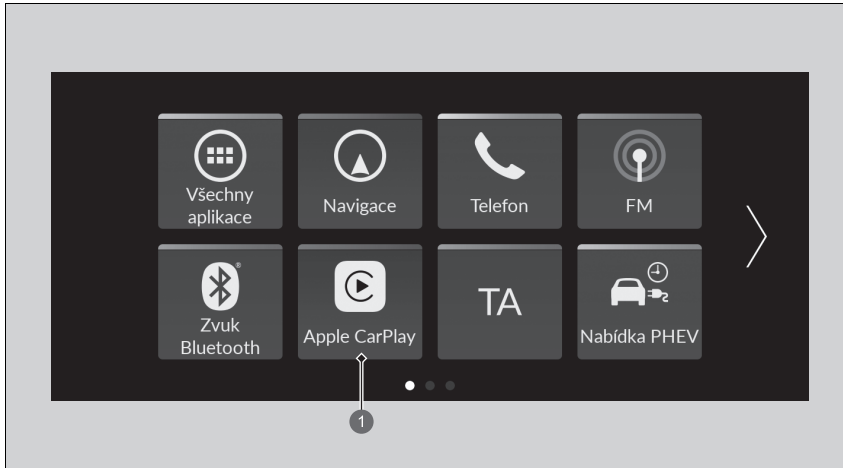 Všechny
aplikace
Navigace
Telefon
FM
Zvuk
Bluetooth
Apple CarPlay
TA
Nabídka PHEV
1